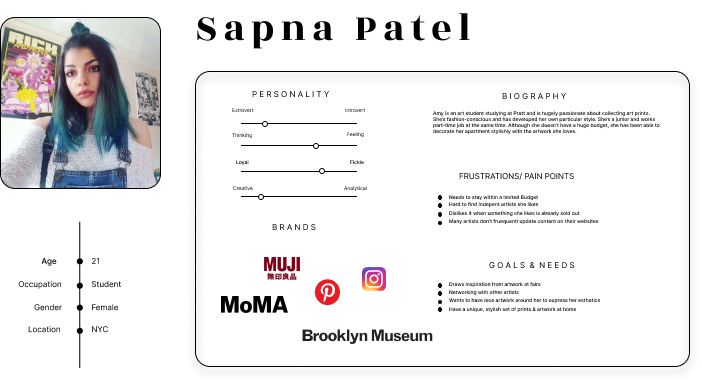 Sapna Patel
RICH
Age 21
Occupation Student
Gender Female
Location NYC
PERSONALITY
Extrovert Introvert
Thinking Feeling
Loyal Fickle
Creative Analytical
BRANDS
MUJI
無印良品
MoMA
Brooklyn Museum
BIOGRAPHY
Amy is an art student studying at Pratt and is hugely passionate about collecting art prints.
She's fashion-conscious and has developed her own particular style. She's a junior and works
part-time job at the same time. Although she doesn't have a huge budget, she has been able to
decorate her apartment stylishly with the artwork she loves.
FRUSTRATIONS/ PAIN POINTS
Needs to stay within a limited Budget
Hard to find indepent artists she likes
Dislikes it when something she likes is already sold out
Many artists don't fruequentl update content on their websites
GOALS & NEEDS
Draws inspiration from artwork at fairs
Networking with other artists
Wants to have nice artwork around her to express her esthetics
Have a unique, stylish set of prints & artwork at home